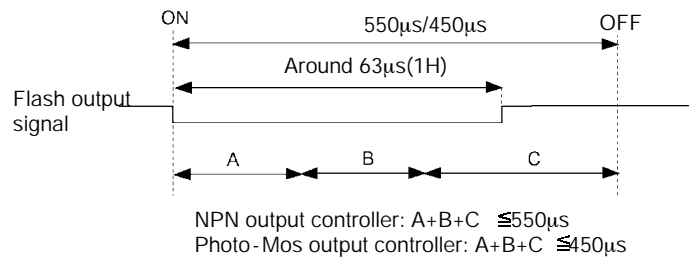 ON
550µs/450µs
OFF
Around 63µs(1H)
Flash output
signal
A
B
C
NPN output controller: A+B+C ≦550µs
Photo-Mos output controller: A+B+C ≦450µs